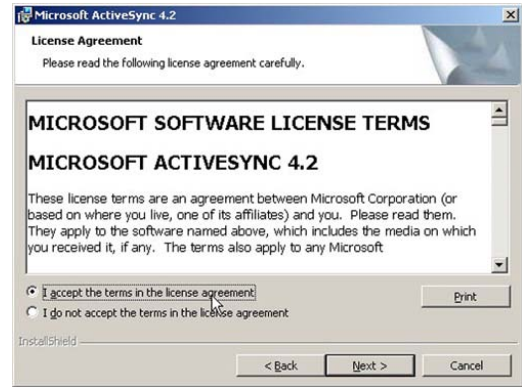 Microsoft ActiveSync 4.2
License Agreement
Please read the following license agreement carefully.
MICROSOFT SOFTWARE LICENSE TERMS
MICROSOFT ACTIVESYNC 4.2
These license terms are an agreement between Microsoft Corporation (or
based on where you live, one of its affiliates) and you. Please read them.
They apply to the software named above, which includes the media on which
you received it, if any. The terms also apply to any Microsoft
I accept the terms in the license agreement
Print
I do not accept the terms in the license agreement
InstallShield
< Back
Next >
Cancel